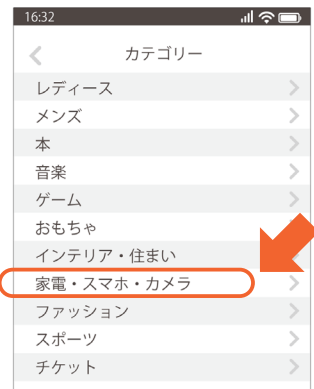 16:32
カテゴリー
レディース
メンズ
本
音楽
ゲーム
おもちゃ
インテリア・住まい
家電・スマホ・カメラ
ファッション
スポーツ
チケット